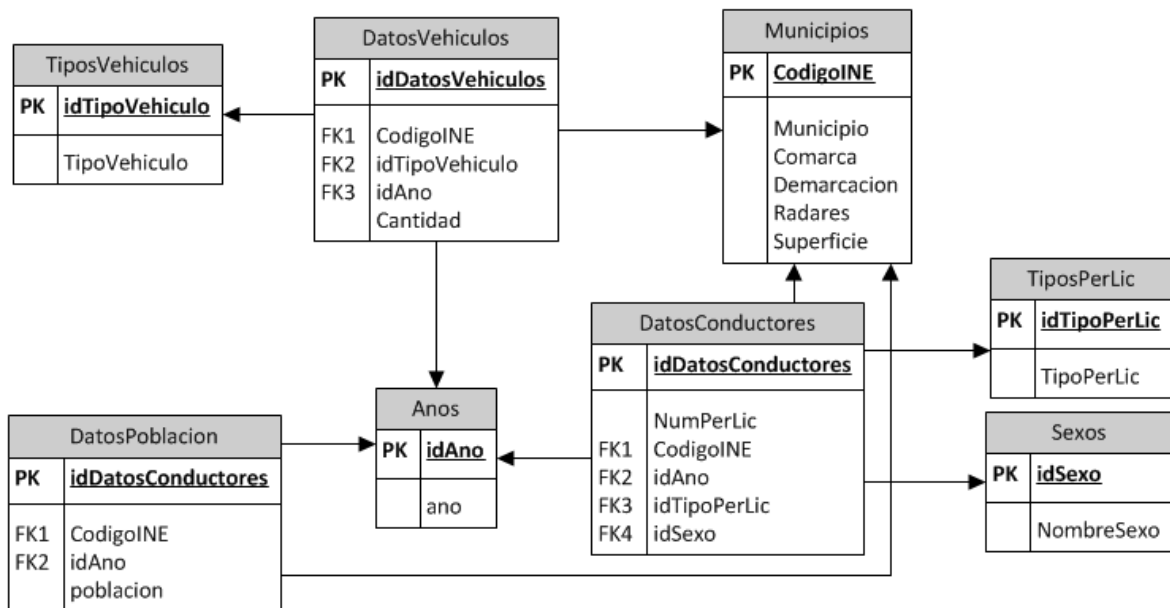 TiposVehiculos
PK idTipoVehiculo
TipoVehiculo
DatosVehiculos
PK idDatosVehiculos
FK1 CodigoINE
FK2 idTipoVehiculo
FK3 idAno
Cantidad
Municipios
PK CodigoINE
Municipio
Comarca
Demarcacion
Radares
Superficie
TiposPerLic
PK idTipoPerLic
TipoPerLic
DatosConductores
PK idDatosConductores
NumPerLic
FK1 CodigoINE
FK2 idAno
FK3 idTipoPerLic
FK4 idSexo
Anos
PK idAno
ano
DatosPoblacion
PK idDatosConductores
FK1 CodigoINE
FK2 idAno
poblacion
Sexos
PK idSexo
NombreSexo